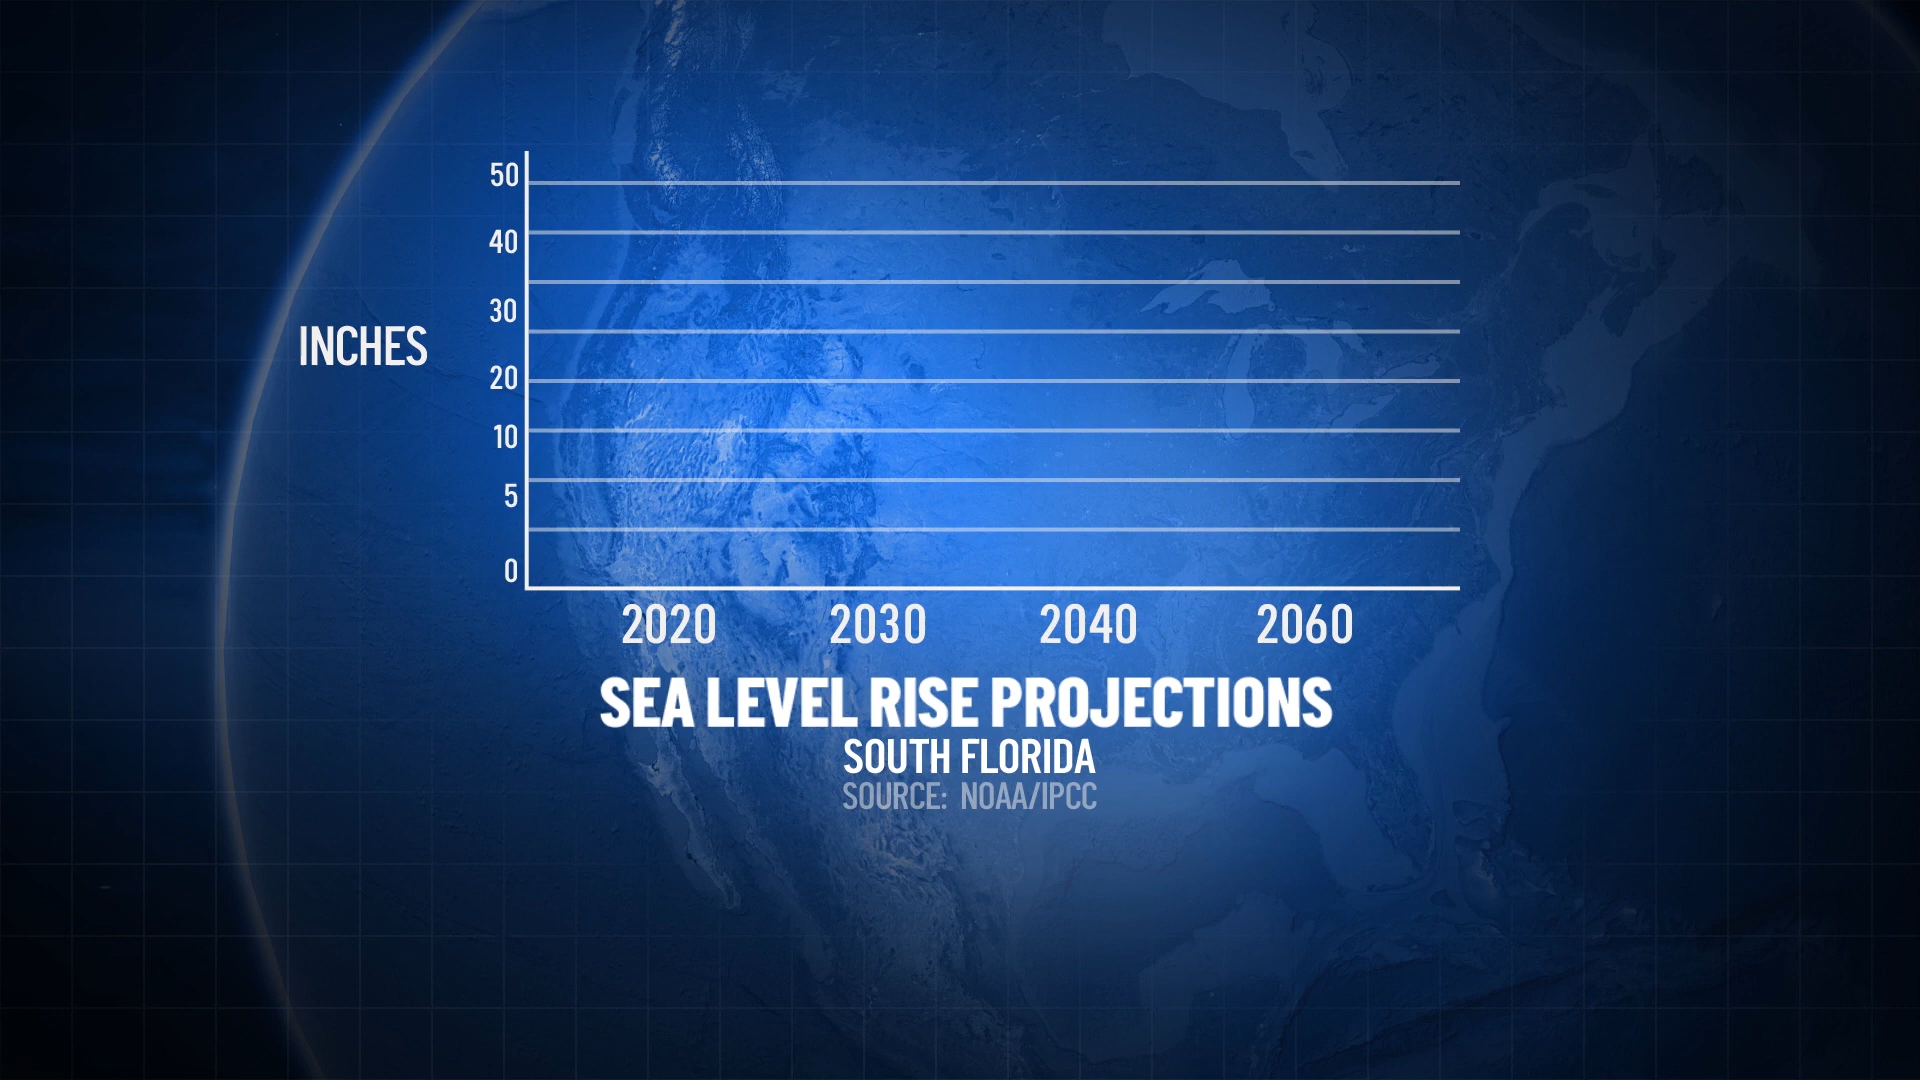 50
40
30
INCHES
20
10
5
0
2020 2030 2040 2060
SEA LEVEL RISE PROJECTIONS
SOUTH FLORIDA
SOURCE: NOAA/IPCC